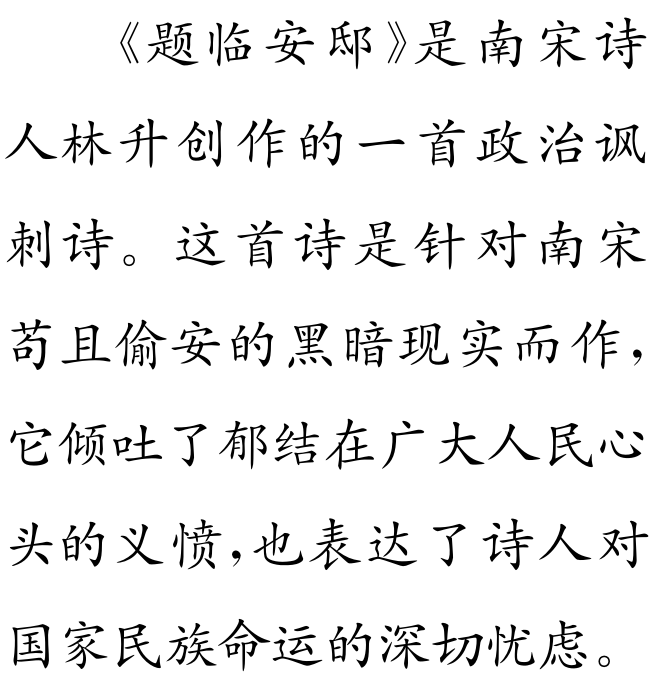 《题临安邸》是南宋诗
人林升创作的一首政治讽
刺诗。这首诗是针对南宋
苟且偷安的黑暗现实而作，
它倾吐了郁结在广大人民心
头的义愤，也表达了诗人对
国家民族命运的深切忧虑。